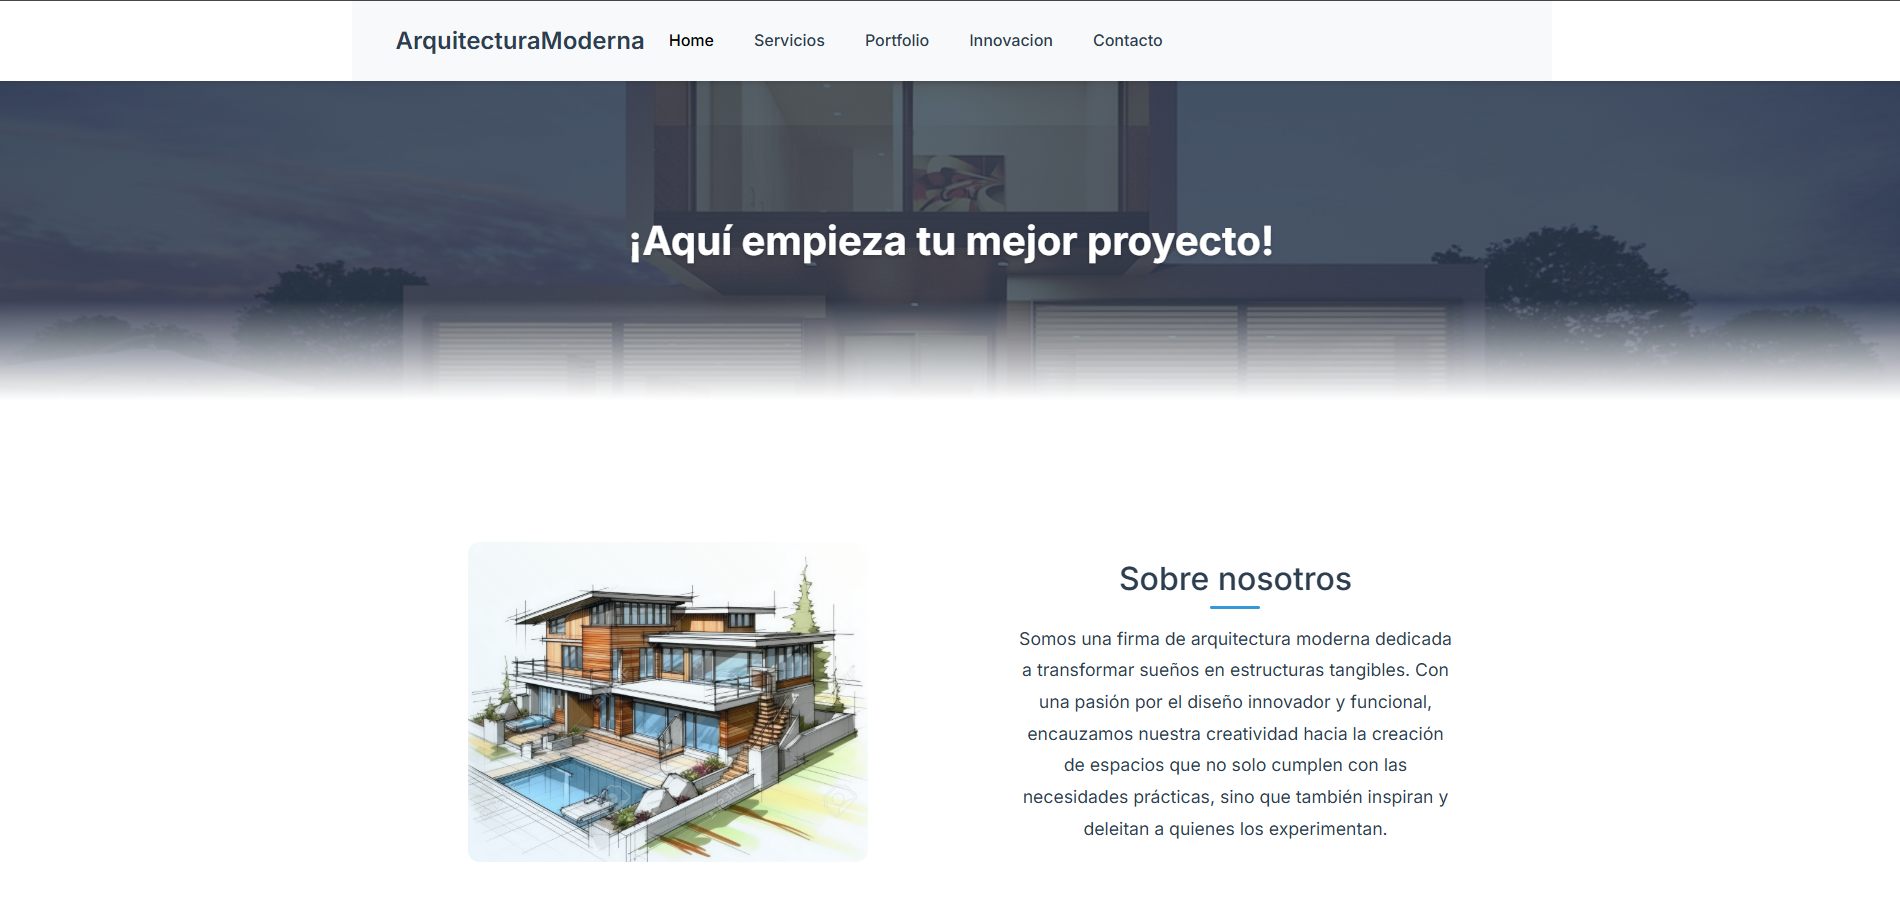 ArquitecturaModerna Home Servicios Portfolio Innovacion Contacto
¡Aquí empieza tu mejor proyecto!
Sobre nosotros
Somos una firma de arquitectura moderna dedicada
a transformar sueños en estructuras tangibles. Con
una pasión por el diseño innovador y funcional,
encauzamos nuestra creatividad hacia la creación
de espacios que no solo cumplen con las
necesidades prácticas, sino que también inspiran y
deleitan a quienes los experimentan.